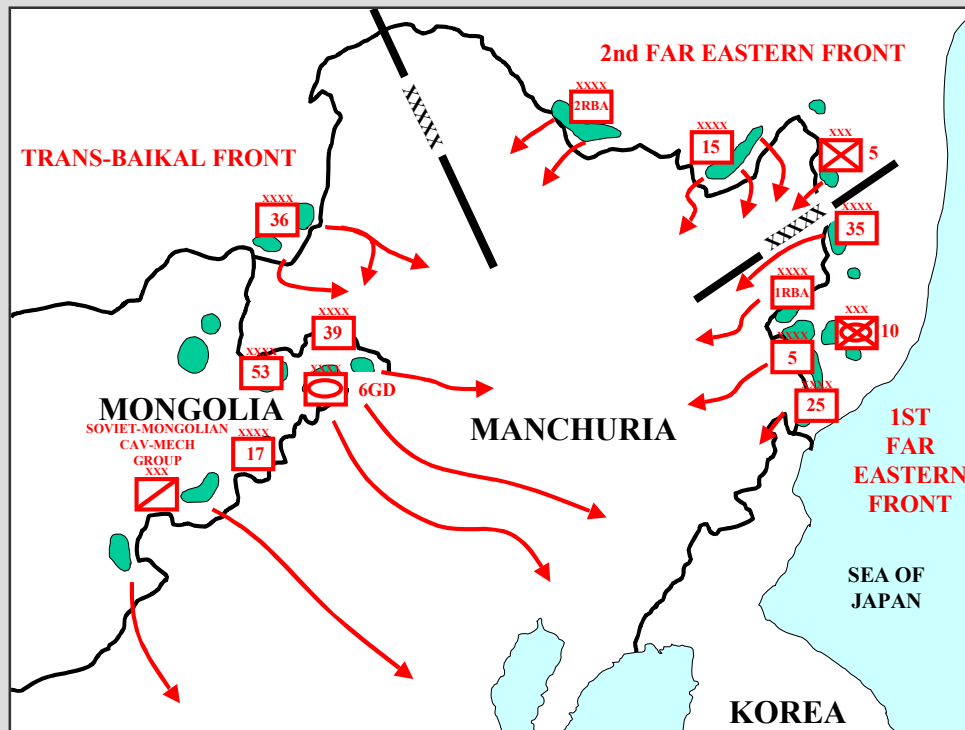 2nd FAR EASTERN FRONT
XXXXX
XXXX
2RBA
XXXX
15
XXX
5
TRANS-BAIKAL FRONT
XXXX
36
XXXXX
XXXX
35
XXXX
1RBA
XXXX
39
XXX
10
XXXX
5
XXXX
53
XXXX
6GD
XXXX
25
MONGOLIA
MANCHURIA
1ST
FAR
EASTERN
FRONT
SOVIET-MONGOLIAN
CAV-MECH
GROUP
XXX
XXXX
17
SEA OF
JAPAN
KOREA